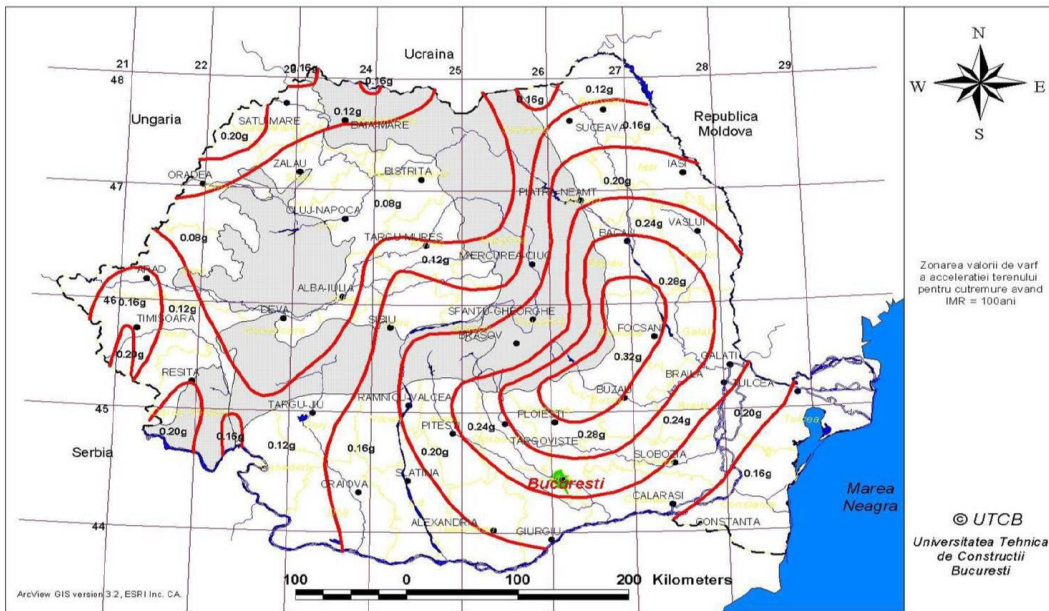 Ucraina
21 22 23 24 25 26 27 28 29
48
0.16g
0.16g
0.16g
0.12g
0.12g
Ungaria
SATU-MARE
BAIA-MARE
0.20g
SUCEAVA
0.16g
Republica
Moldova
ZALAU
BISTRITA
IASI
ORADEA
47
0.20g
PIATRA-NEAMT
CLUJ-NAPOCA
0.08g
0.24g
VASLUI
BACAU
0.08g
TARGU-MURES
0.12g
MERCUREA-CIUC
ARAD
0.28g
ALBA-IULIA
46
0.16g
0.12g
DEVA
SFANTU-GHEORGHE
TIMISOARA
SIBIU
BRASOV
FOCSANI
0.20g
0.32g
GALATI
RESITA
BRAILA
TULCEA
BUZAU
RAMNICU-VALCEA
45
TARGU-JIU
PLOIESTI
0.20g
0.24g
0.24g
PITESTI
0.20g
0.16g
0.12g
0.28g
TARGOVISTE
0.16g
0.20g
SLOBOZIA
0.16g
Serbia
SLATINA
Bucuresti
CRAIOVA
CALARASI
Marea
Neagra
44
ALEXANDRIA
GIURGIU
CONSTANTA
100 0 100 200 Kilometers
ArcView GIS version 3.2, ESRI Inc. CA.
N
W E
S
Zonarea valorii de varf
a acceleratiei terenului
pentru cutremure avand
IMR = 100ani
© UTCB
Universitatea Tehnica
de Constructii
Bucuresti